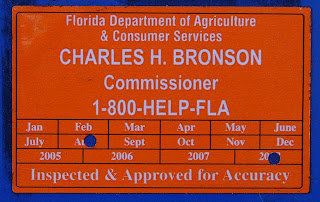 Florida Department of Agriculture
& Consumer Services
CHARLES H. BRONSON
Commissioner
1-800-HELP-FLA
Jan Feb Mar Apr May June
July Sept Oct Nov Dec
2005 2006 2007
Inspected & Approved for Accuracy